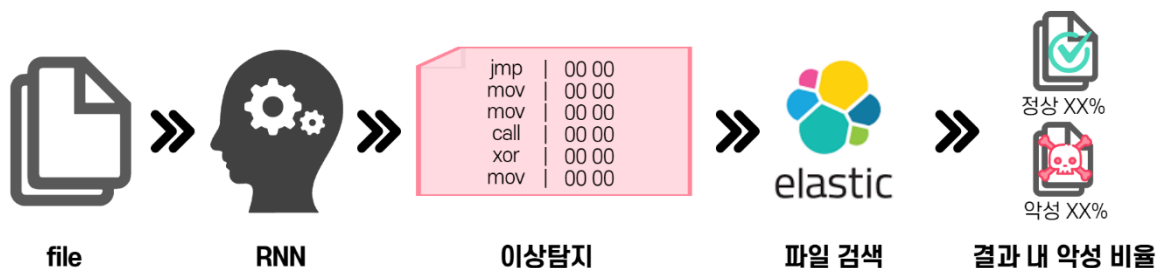 jmp | 00 00
mov | 00 00
mov | 00 00
call | 00 00
xor | 00 00
mov | 00 00
elastic
정상 XX%
악성 XX%
file
RNN
이상탐지
파일 검색
결과 내 악성 비율